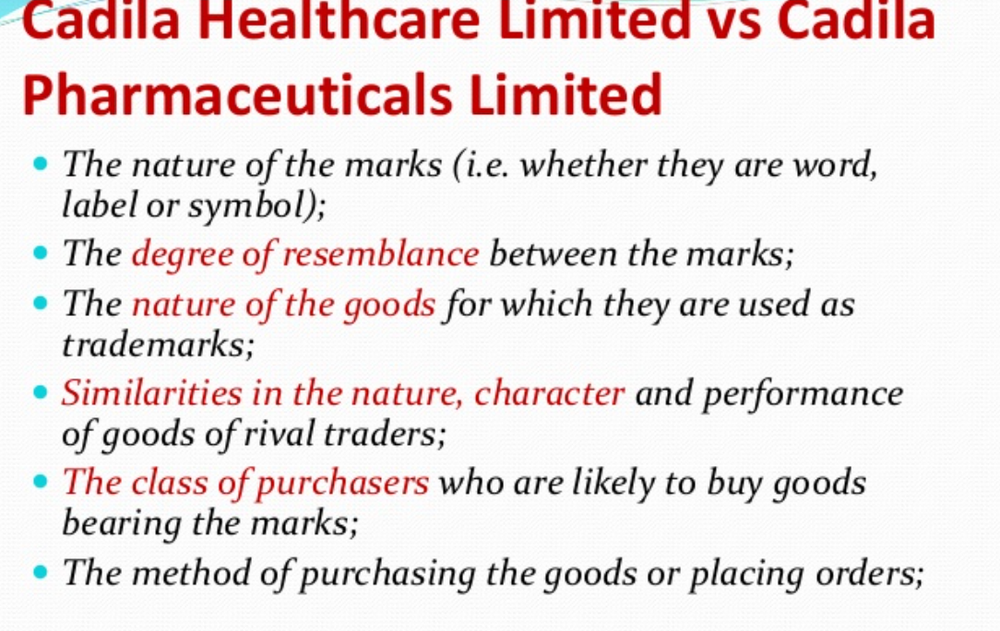 Cadila Healthcare Limited vs Cadila
Pharmaceuticals Limited
• The nature of the marks (i.e. whether they are word,
label or symbol);
• The degree of resemblance between the marks;
• The nature of the goods for which they are used as
trademarks;
• Similarities in the nature, character and performance
of goods of rival traders;
• The class of purchasers who are likely to buy goods
bearing the marks;
• The method of purchasing the goods or placing orders;